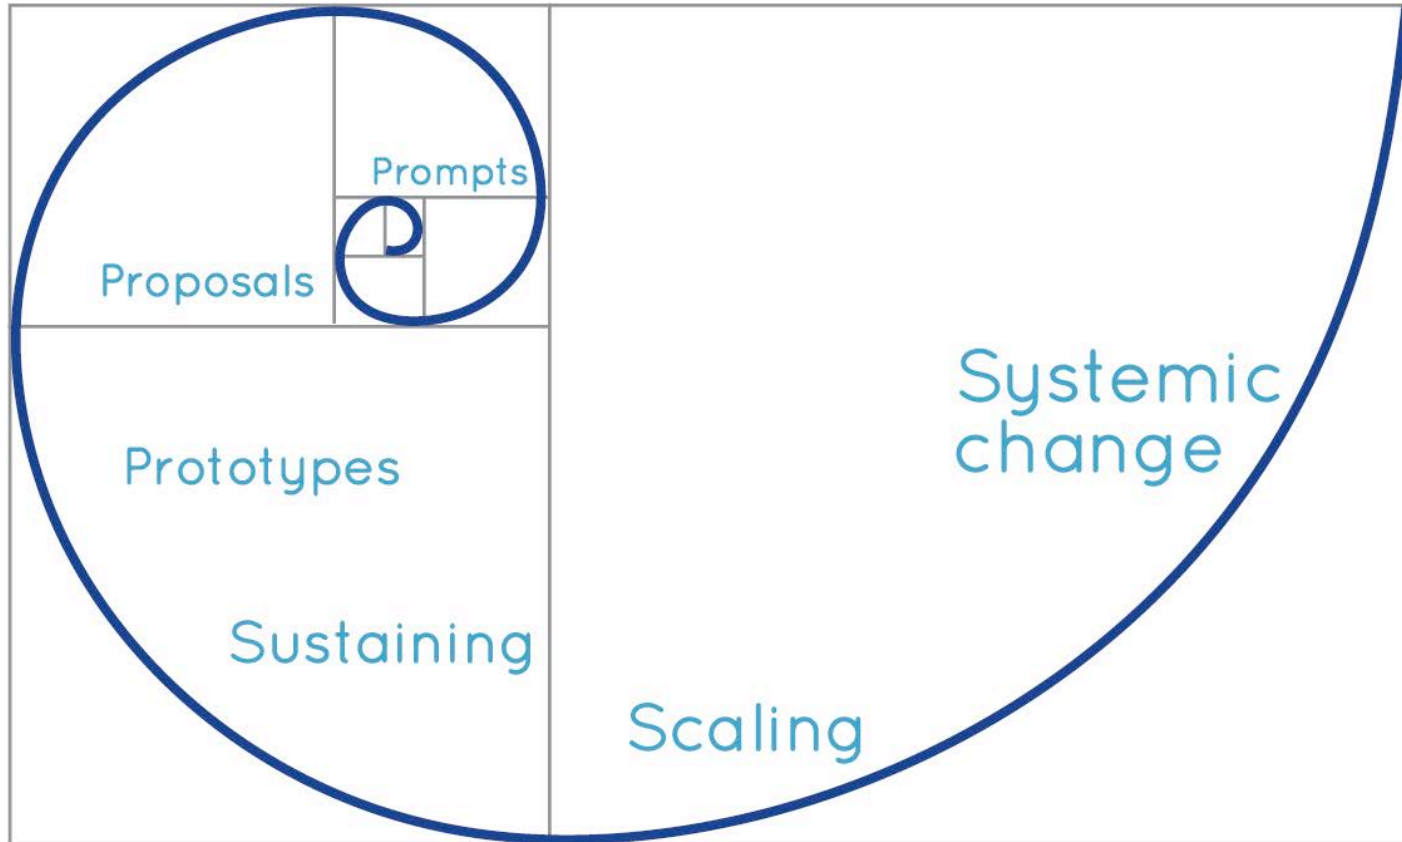 Prompts
Proposals
Prototypes
Sustaining
Scaling
Systemic
change